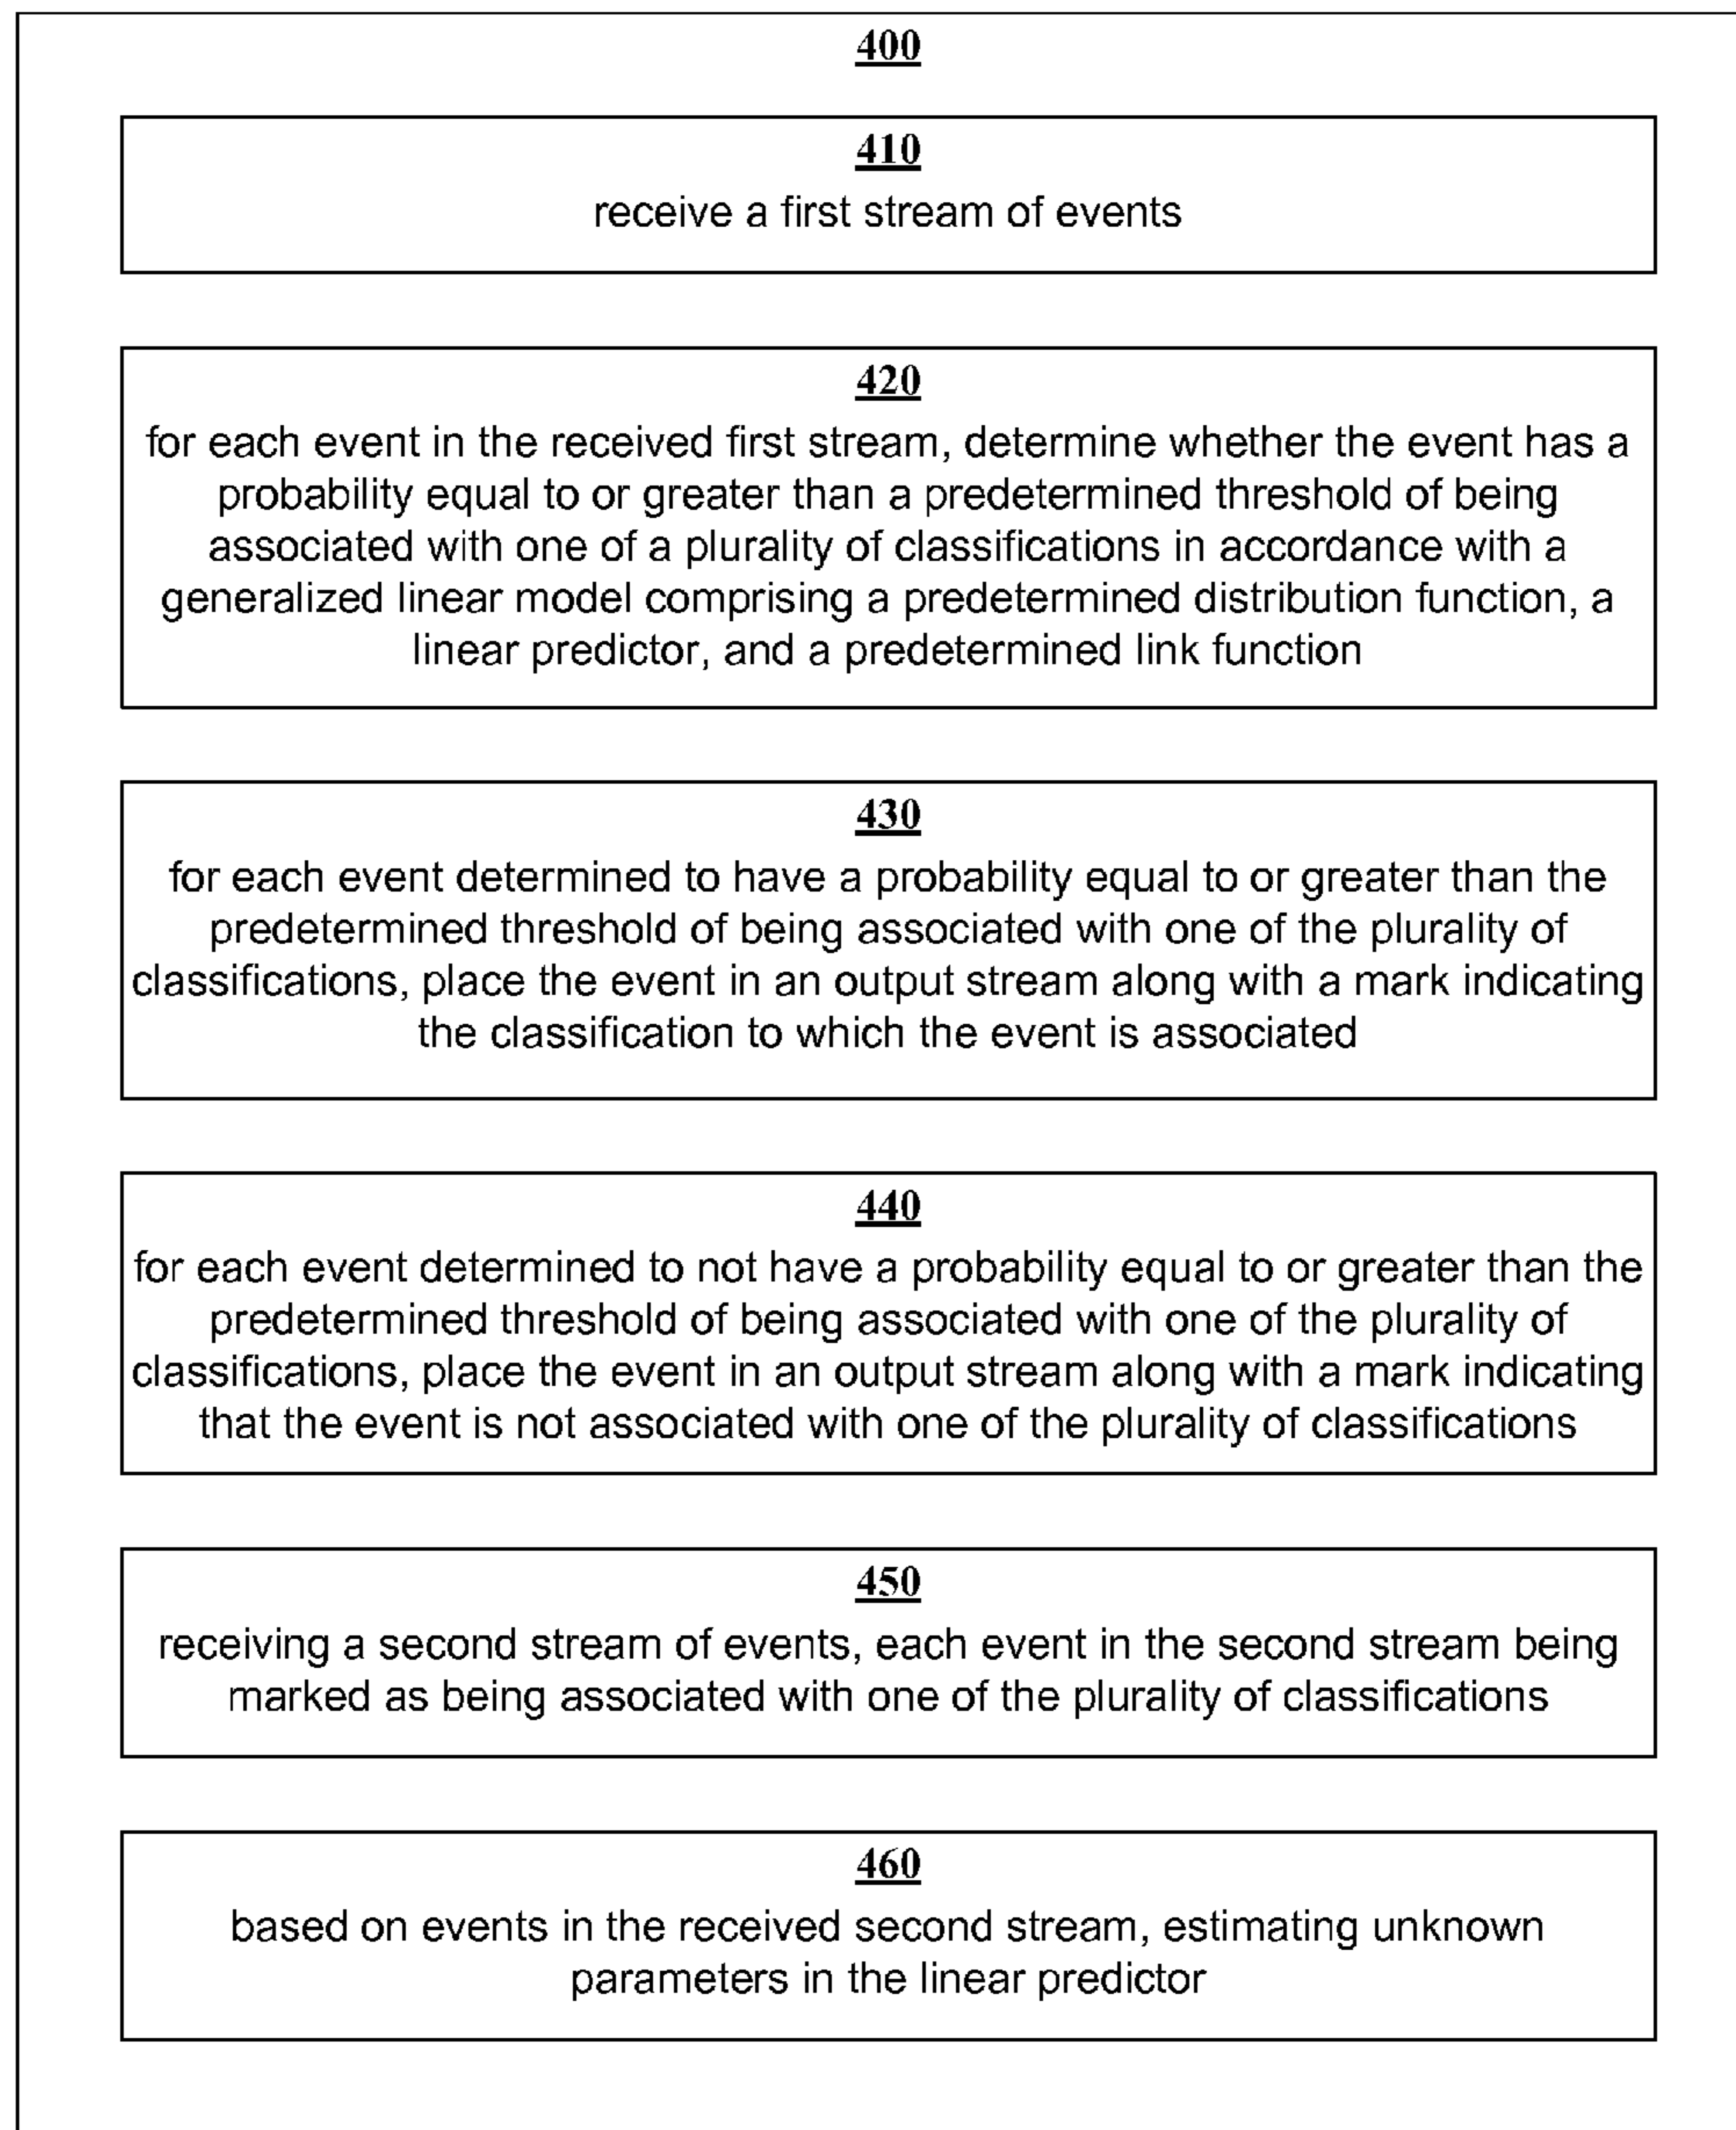 400
410
receive a first stream of events
420
for each event in the received first stream, determine whether the event has a
probability equal to or greater than a predetermined threshold of being
associated with one of a plurality of classifications in accordance with a
generalized linear model comprising a predetermined distribution function, a
linear predictor, and a predetermined link function
430
for each event determined to have a probability equal to or greater than the
predetermined threshold of being associated with one of the plurality of
classifications, place the event in an output stream along with a mark indicating
the classification to which the event is associated
440
for each event determined to not have a probability equal to or greater than the
predetermined threshold of being associated with one of the plurality of
classifications, place the event in an output stream along with a mark indicating
that the event is not associated with one of the plurality of classifications
450
receiving a second stream of events, each event in the second stream being
marked as being associated with one of the plurality of classifications
460
based on events in the received second stream, estimating unknown
parameters in the linear predictor